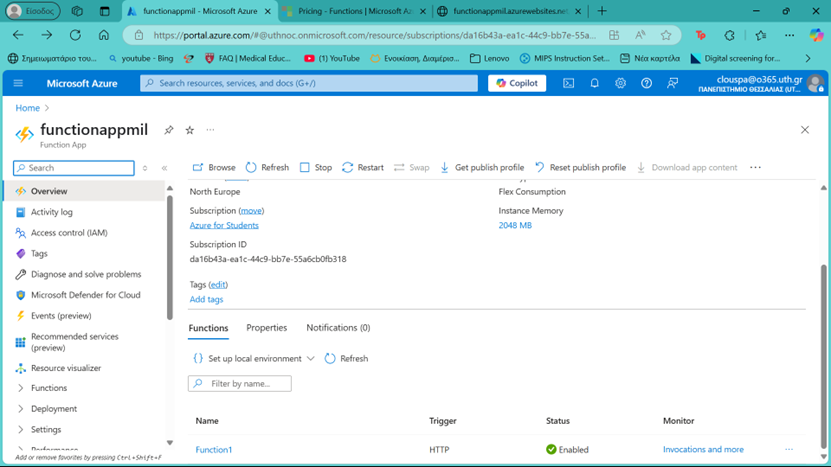 Είσοδος
functionappmil - Microsoft Azure
Pricing - Functions | Microsoft Az
functionappmil.azurewebsites.net
https://portal.azure.com/#@uthnoc.onmicrosoft.com/resource/subscriptions/da16b43a-ea1c-44c9-bb7e-55a...
Σημειωματάριο του...
youtube - Bing
FAQ | Medical Educ...
(1) YouTube
Ενοικίαση, Διαμέρισ...
Lenovo
MIPS Instruction Set...
Νέα καρτέλα
Digital screening for...
Microsoft Azure
Search resources, services, and docs (G+/)
Copilot
clouspa@o365.uth.gr
ΠΑΝΕΠΙΣΤΗΜΙΟ ΘΕΣΣΑΛΙΑΣ (UT...
Home
functionappmil
Function App
Search
Overview
Activity log
Access control (IAM)
Tags
Diagnose and solve problems
Microsoft Defender for Cloud
Events (preview)
Recommended services
(preview)
Resource visualizer
Functions
Deployment
Settings
Performance
Add or remove favorites by pressing Ctrl+Shift+F
Browse
Refresh
Stop
Restart
Swap
Get publish profile
Reset publish profile
Download app content
North Europe
Flex Consumption
Subscription (move)
Instance Memory
Azure for Students
2048 MB
Subscription ID
da16b43a-ea1c-44c9-bb7e-55a6cb0fb318
Tags (edit)
Add tags
Functions
Properties
Notifications (0)
Set up local environment
Refresh
Filter by name...
Name
Trigger
Status
Monitor
Function1
HTTP
Enabled
Invocations and more